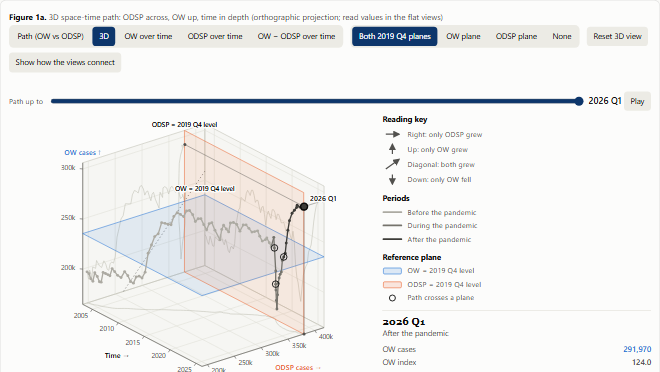 Figure 1a. 3D space-time path: ODSP across, OW up, time in depth (orthographic projection; read values in the flat views)
Path (OW vs ODSP) 3D OW over time ODSP over time OW − ODSP over time Both 2019 Q4 planes OW plane ODSP plane None Reset 3D view
Show how the views connect
Path up to 2026 Q1 Play
ODSP = 2019 Q4 level
OW cases ↑
300k
250k
200k
OW = 2019 Q4 level
2026 Q1
2005
2010
2015
2020
2025
Time →
200k
250k
300k
350k
400k
ODSP cases →
Reading key
Right: only ODSP grew
Up: only OW grew
Diagonal: both grew
Down: only OW fell
Periods
Before the pandemic
During the pandemic
After the pandemic
Reference plane
OW = 2019 Q4 level
ODSP = 2019 Q4 level
Path crosses a plane
2026 Q1
After the pandemic
OW cases 291,970
OW index 124.0